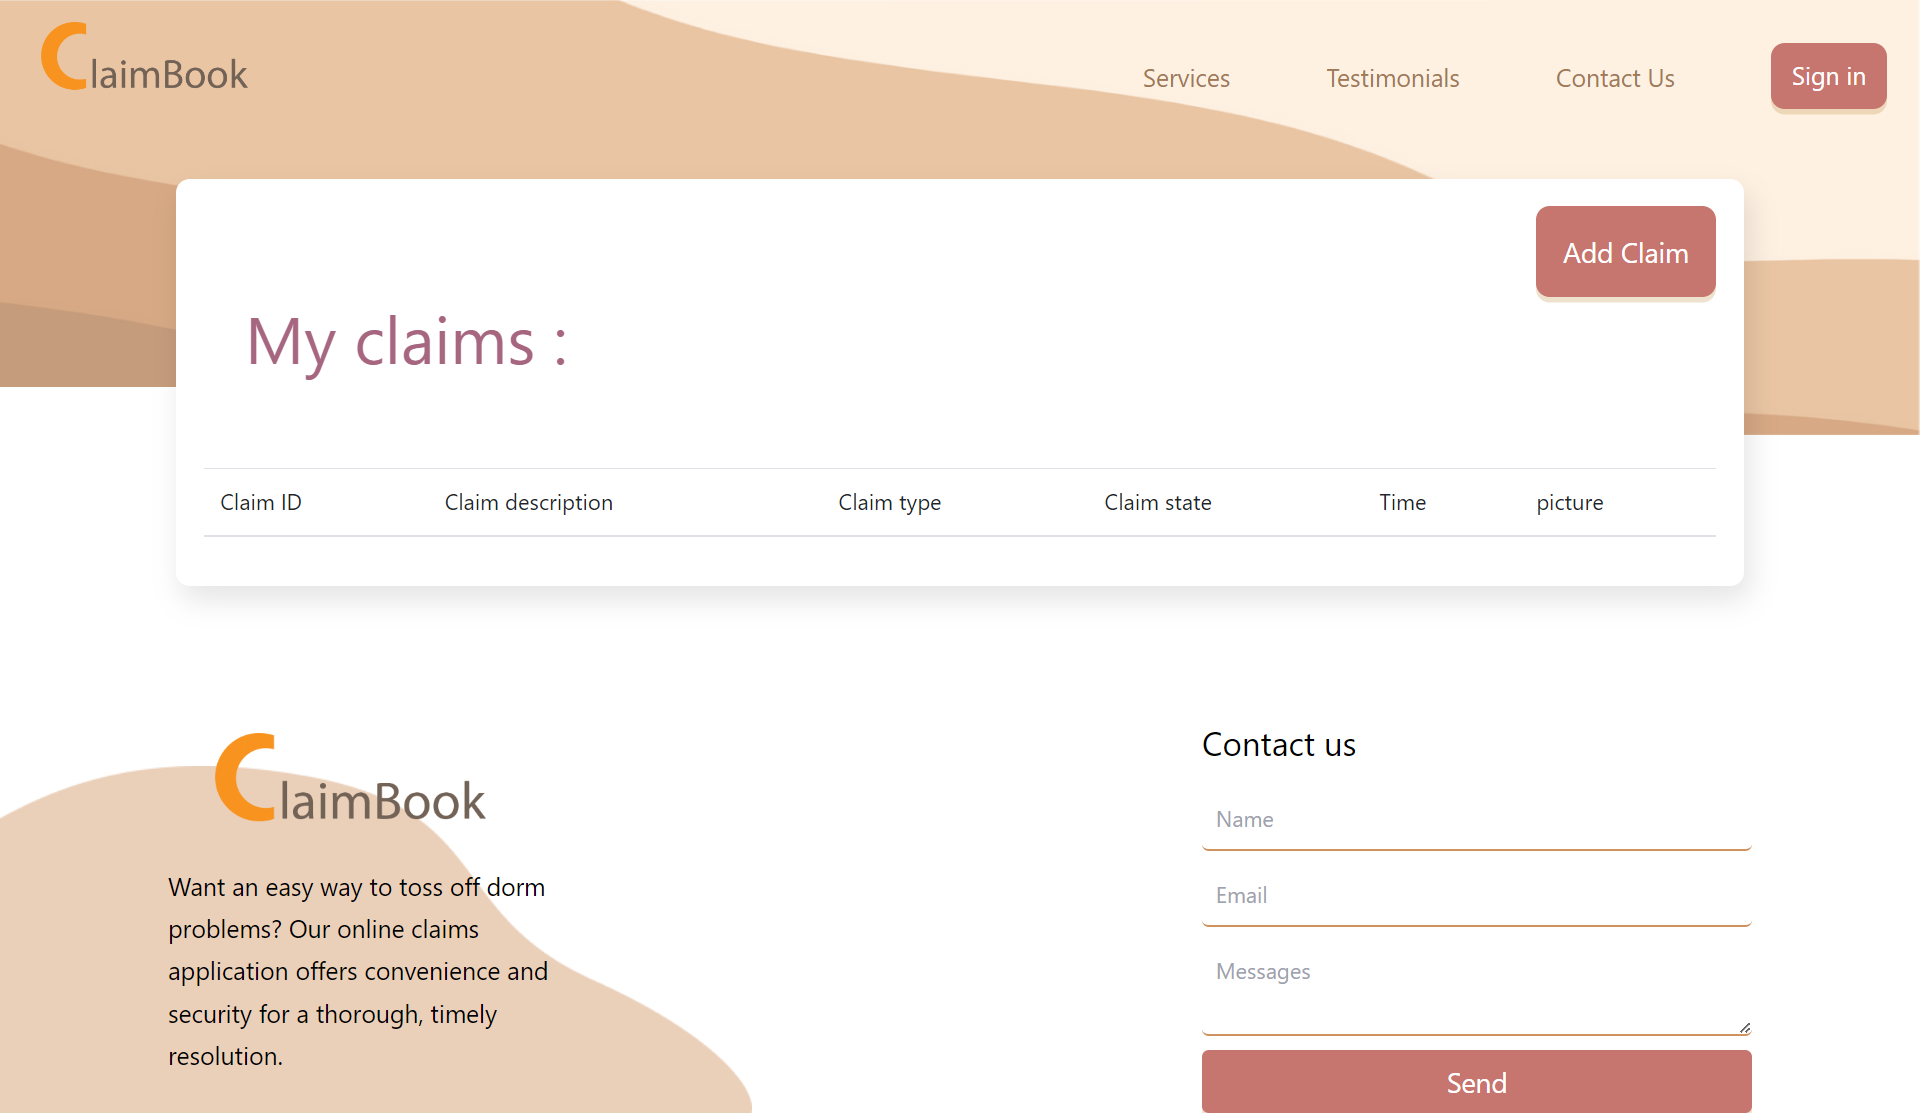 ClaimBook
Services Testimonials Contact Us Sign in
Add Claim
My claims :
Claim ID Claim description Claim type Claim state Time picture
ClaimBook
Want an easy way to toss off dorm
problems? Our online claims
application offers convenience and
security for a thorough, timely
resolution.
Contact us
Name
Email
Messages
Send